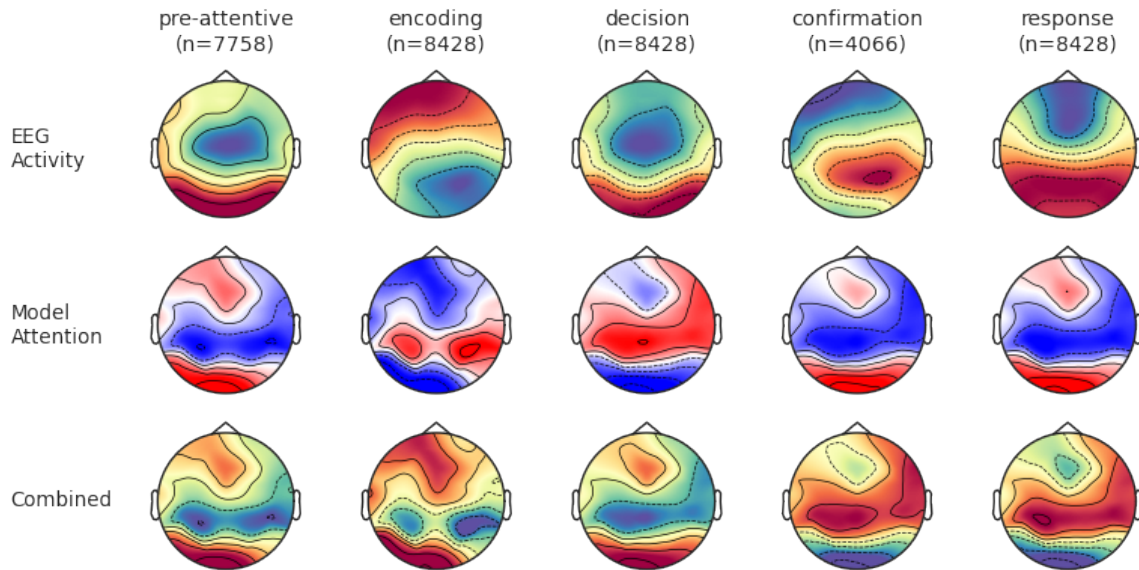 pre-attentive encoding decision confirmation response
(n=7758) (n=8428) (n=8428) (n=4066) (n=8428)
EEG
Activity
Model
Attention
Combined